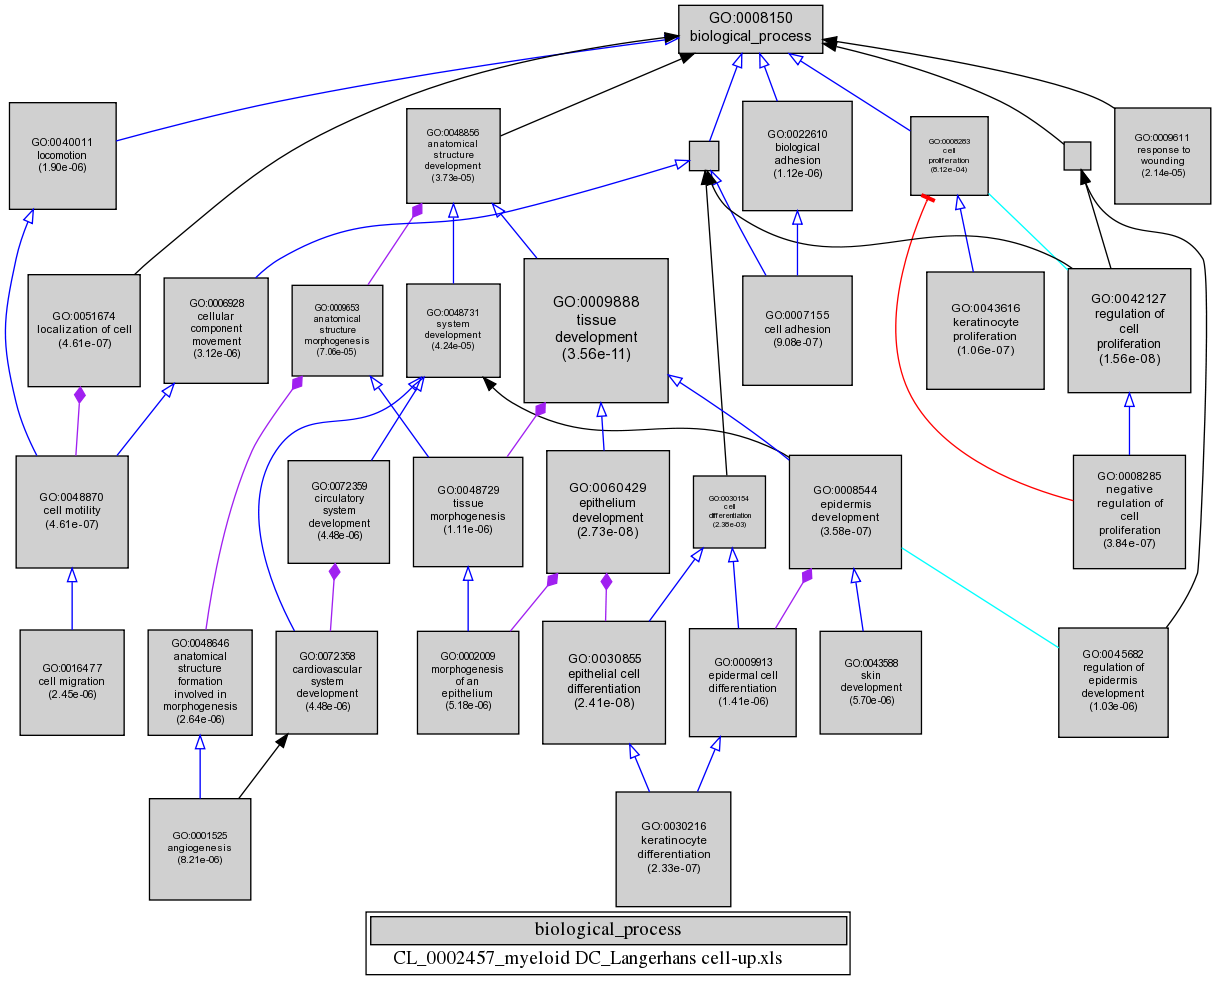 GO:0008150
biological_process
GO:0040011
locomotion
(1.90e-06)
GO:0048856
anatomical
structure
development
(3.73e-05)
GO:0022610
biological
adhesion
(1.12e-06)
GO:0008283
cell
proliferation
(8.12e-04)
GO:0009611
response to
wounding
(2.14e-05)
GO:0051674
localization of cell
(4.61e-07)
GO:0006928
cellular
component
movement
(3.12e-06)
GO:0009653
anatomical
structure
morphogenesis
(7.06e-05)
GO:0048731
system
development
(4.24e-05)
GO:0009888
tissue
development
(3.56e-11)
GO:0007155
cell adhesion
(9.08e-07)
GO:0043616
keratinocyte
proliferation
(1.06e-07)
GO:0042127
regulation of
cell
proliferation
(1.56e-08)
GO:0048870
cell motility
(4.61e-07)
GO:0072359
circulatory
system
development
(4.48e-06)
GO:0048729
tissue
morphogenesis
(1.11e-06)
GO:0060429
epithelium
development
(2.73e-08)
GO:0030154
cell
differentiation
(2.36e-03)
GO:0008544
epidermis
development
(3.58e-07)
GO:0008285
negative
regulation of
cell
proliferation
(3.84e-07)
GO:0016477
cell migration
(2.45e-06)
GO:0048646
anatomical
structure
formation
involved in
morphogenesis
(2.64e-06)
GO:0072358
cardiovascular
system
development
(4.48e-06)
GO:0002009
morphogenesis
of an
epithelium
(5.18e-06)
GO:0030855
epithelial cell
differentiation
(2.41e-08)
GO:0009913
epidermal cell
differentiation
(1.41e-06)
GO:0043588
skin
development
(5.70e-06)
GO:0045682
regulation of
epidermis
development
(1.03e-06)
GO:0001525
angiogenesis
(8.21e-06)
GO:0030216
keratinocyte
differentiation
(2.33e-07)
biological_process
CL_0002457_myeloid DC_Langerhans cell-up.xls